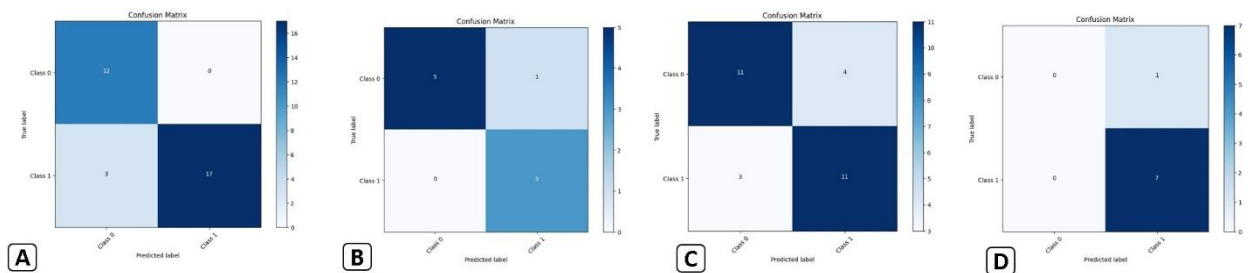 Confusion Matrix
True label
Class 0
12
0
Class 1
3
17
Class 0
Class 1
Predicted label
16
14
12
10
8
6
4
2
0
A
Confusion Matrix
True label
Class 0
5
1
Class 1
0
3
Class 0
Class 1
Predicted label
5
4
3
2
1
0
B
Confusion Matrix
True label
Class 0
11
4
Class 1
3
11
Class 0
Class 1
Predicted label
11
10
9
8
7
6
5
4
3
C
Confusion Matrix
True label
Class 0
0
1
Class 1
0
7
Class 0
Class 1
Predicted label
7
6
5
4
3
2
1
0
D